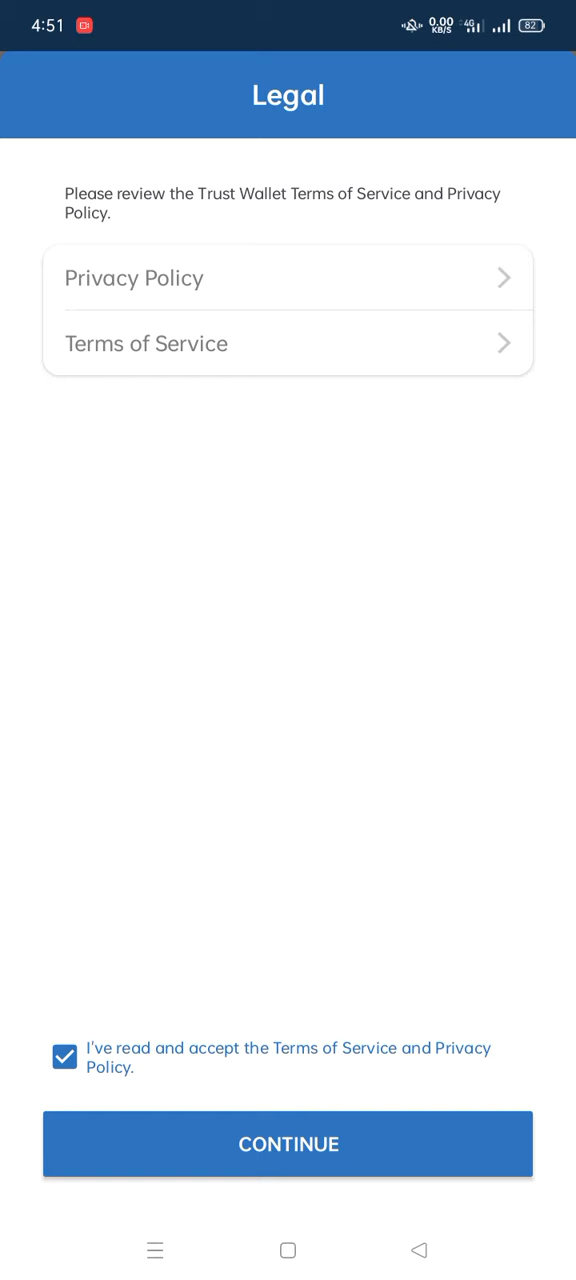 4:51
0.00
KB/S
4G
82
Legal
Please review the Trust Wallet Terms of Service and Privacy
Policy.
Privacy Policy
Terms of Service
I've read and accept the Terms of Service and Privacy
Policy.
CONTINUE